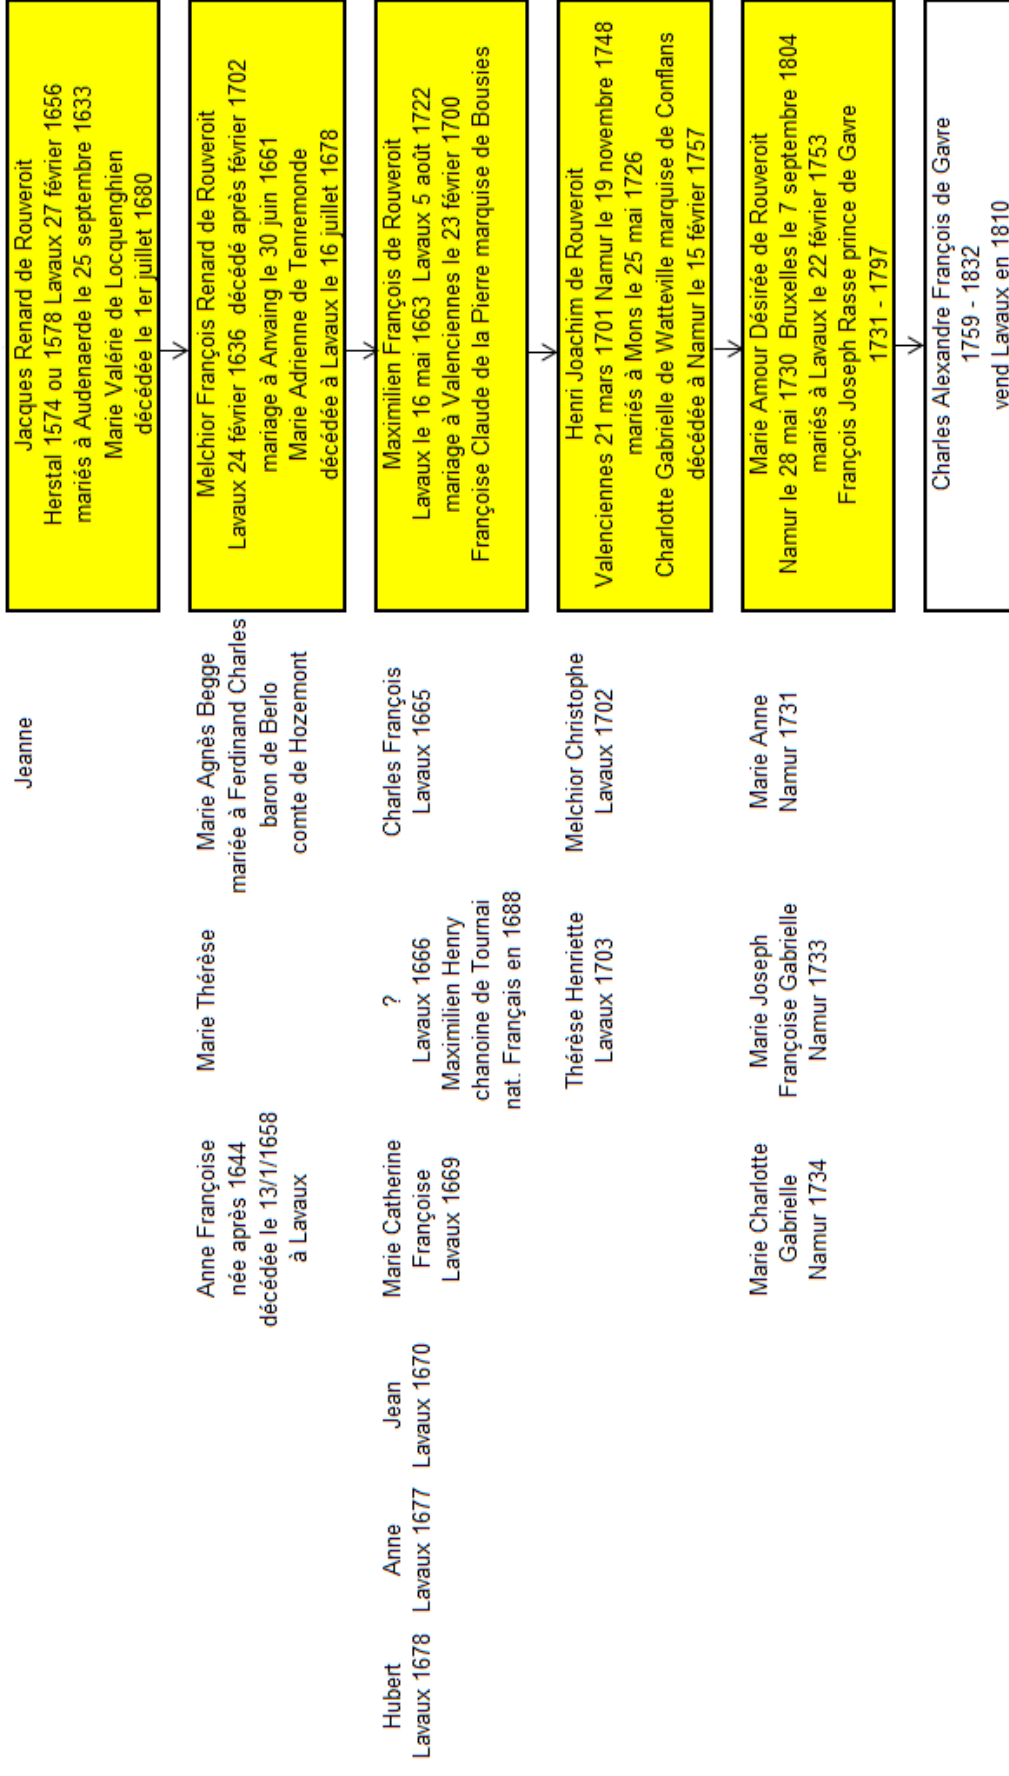 Jacques Renard de Rouveroit
Herstal 1574 ou 1578 Lavaux 27 février 1656
mariés à Audenaerde le 25 septembre 1633
Marie Valérie de Locquenghien
décédée le 1er juillet 1680
Jeanne
Melchior François Renard de Rouveroit
Lavaux 24 février 1636 décédé après février 1702
mariage à Anvaing le 30 juin 1661
Marie Adrienne de Tenremonde
décédée à Lavaux le 16 juillet 1678
Marie Agnès Begge
mariée à Ferdinand Charles
baron de Berlo
comte de Hozemont
Marie Thérèse
Anne Françoise
née après 1644
décédée le 13/1/1658
à Lavaux
Maximilien François de Rouveroit
Lavaux le 16 mai 1663 Lavaux 5 août 1722
mariage à Valenciennes le 23 février 1700
Françoise Claude de la Pierre marquise de Bousies
Charles François
Lavaux 1665
?
Lavaux 1666
Maximilien Henry
chanoine de Tournai
nat. Français en 1688
Marie Catherine
Françoise
Lavaux 1669
Jean
Lavaux 1670
Anne
Lavaux 1677
Hubert
Lavaux 1678
Henri Joachim de Rouveroit
Valenciennes 21 mars 1701 Namur le 19 novembre 1748
mariés à Mons le 25 mai 1726
Charlotte Gabrielle de Watteville marquise de Conflans
décédée à Namur le 15 février 1757
Melchior Christophe
Lavaux 1702
Thérèse Henriette
Lavaux 1703
Marie Amour Désirée de Rouveroit
Namur le 28 mai 1730 Bruxelles le 7 septembre 1804
mariés à Lavaux le 22 février 1753
François Joseph Rasse prince de Gavre
1731 - 1797
Marie Anne
Namur 1731
Marie Joseph
Françoise Gabrielle
Namur 1733
Marie Charlotte
Gabrielle
Namur 1734
Charles Alexandre François de Gavre
1759 - 1832
vend Lavaux en 1810